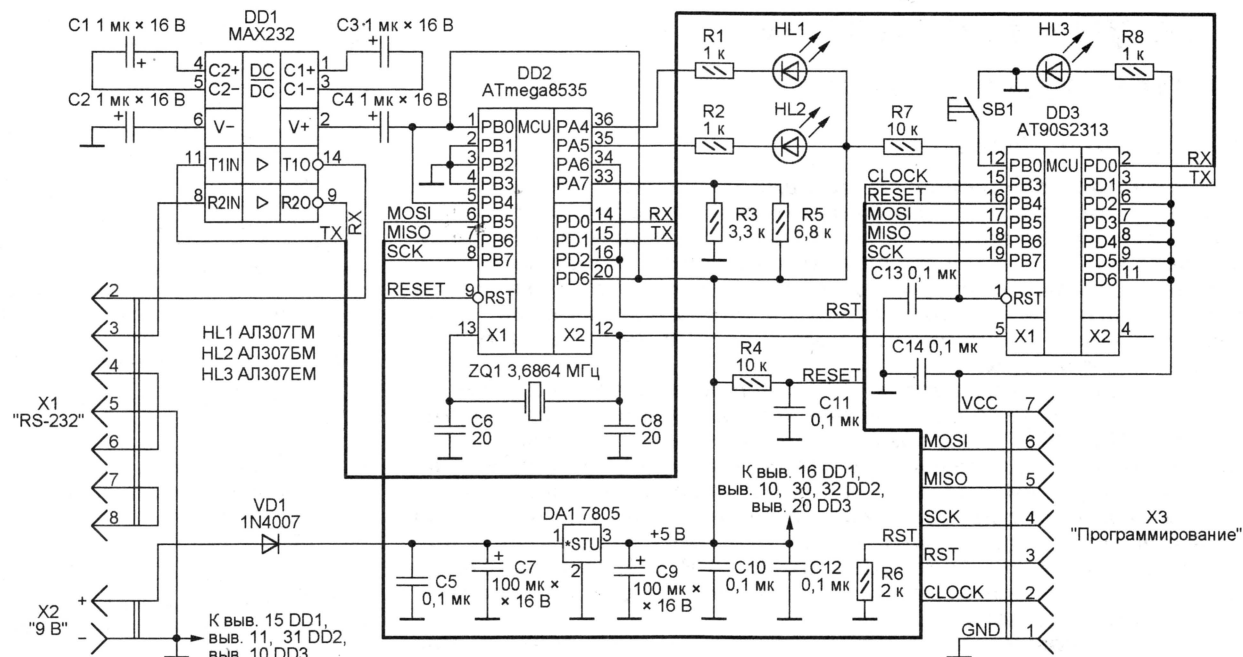 C1 1 мк × 16 В
DD1
MAX232
C3 1 мк × 16 В
4 C2+ DC C1+ 1
5 C2− DC C1− 3
C2 1 мк × 16 В
C4 1 мк × 16 В
6 V− V+ 2
11 T1IN T1O 14
8 R2IN R2O 9
TX
RX
DD2
ATmega8535
MCU
1 PB0 PA4 36
2 PB1 PA5 35
3 PB2 PA6 34
4 PB3 PA7 33
5 PB4
MOSI 6 PB5 PD0 14 RX
MISO 7 PB6 PD1 15 TX
SCK 8 PB7 PD2 16
PD6 20
RESET 9 RST
13 X1 X2 12
ZQ1 3,6864 МГц
C6
20
C8
20
R1
1 к
HL1
R2
1 к
HL2
R3
3,3 к
R5
6,8 к
R7
10 к
HL3
R8
1 к
SB1
DD3
AT90S2313
MCU
12 PB0 PD0 2 RX
CLOCK 15 PB3 PD1 3 TX
RESET 16 PB4 PD2 6
MOSI 17 PB5 PD3 7
MISO 18 PB6 PD4 8
SCK 19 PB7 PD5 9
PD6 11
C13 0,1 мк
1 RST
RST
5 X1 X2 4
C14 0,1 мк
R4
10 к
RESET
C11
0,1 мк
HL1 АЛ307ГМ
HL2 АЛ307БМ
HL3 АЛ307ЕМ
X1
"RS-232"
2
3
4
5
6
7
8
VD1
1N4007
X2
"9 В"
+
−
К выв. 15 DD1,
выв. 11, 31 DD2,
выв. 10 DD3
C5
0,1 мк
C7
100 мк ×
× 16 В
DA1 7805
1 *STU 3
2
+5 В
C9
100 мк ×
× 16 В
C10
0,1 мк
C12
0,1 мк
К выв. 16 DD1,
выв. 10, 30, 32 DD2,
выв. 20 DD3
R6
2 к
RST
VCC 7
MOSI 6
MISO 5
SCK 4
RST 3
CLOCK 2
GND 1
X3
"Программирование"